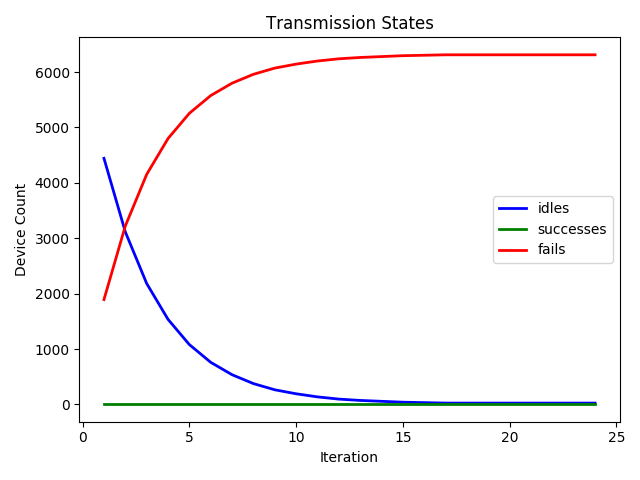 Transmission States
Device Count
6000
5000
4000
3000
2000
1000
0
idles
successes
fails
0 5 10 15 20 25
Iteration